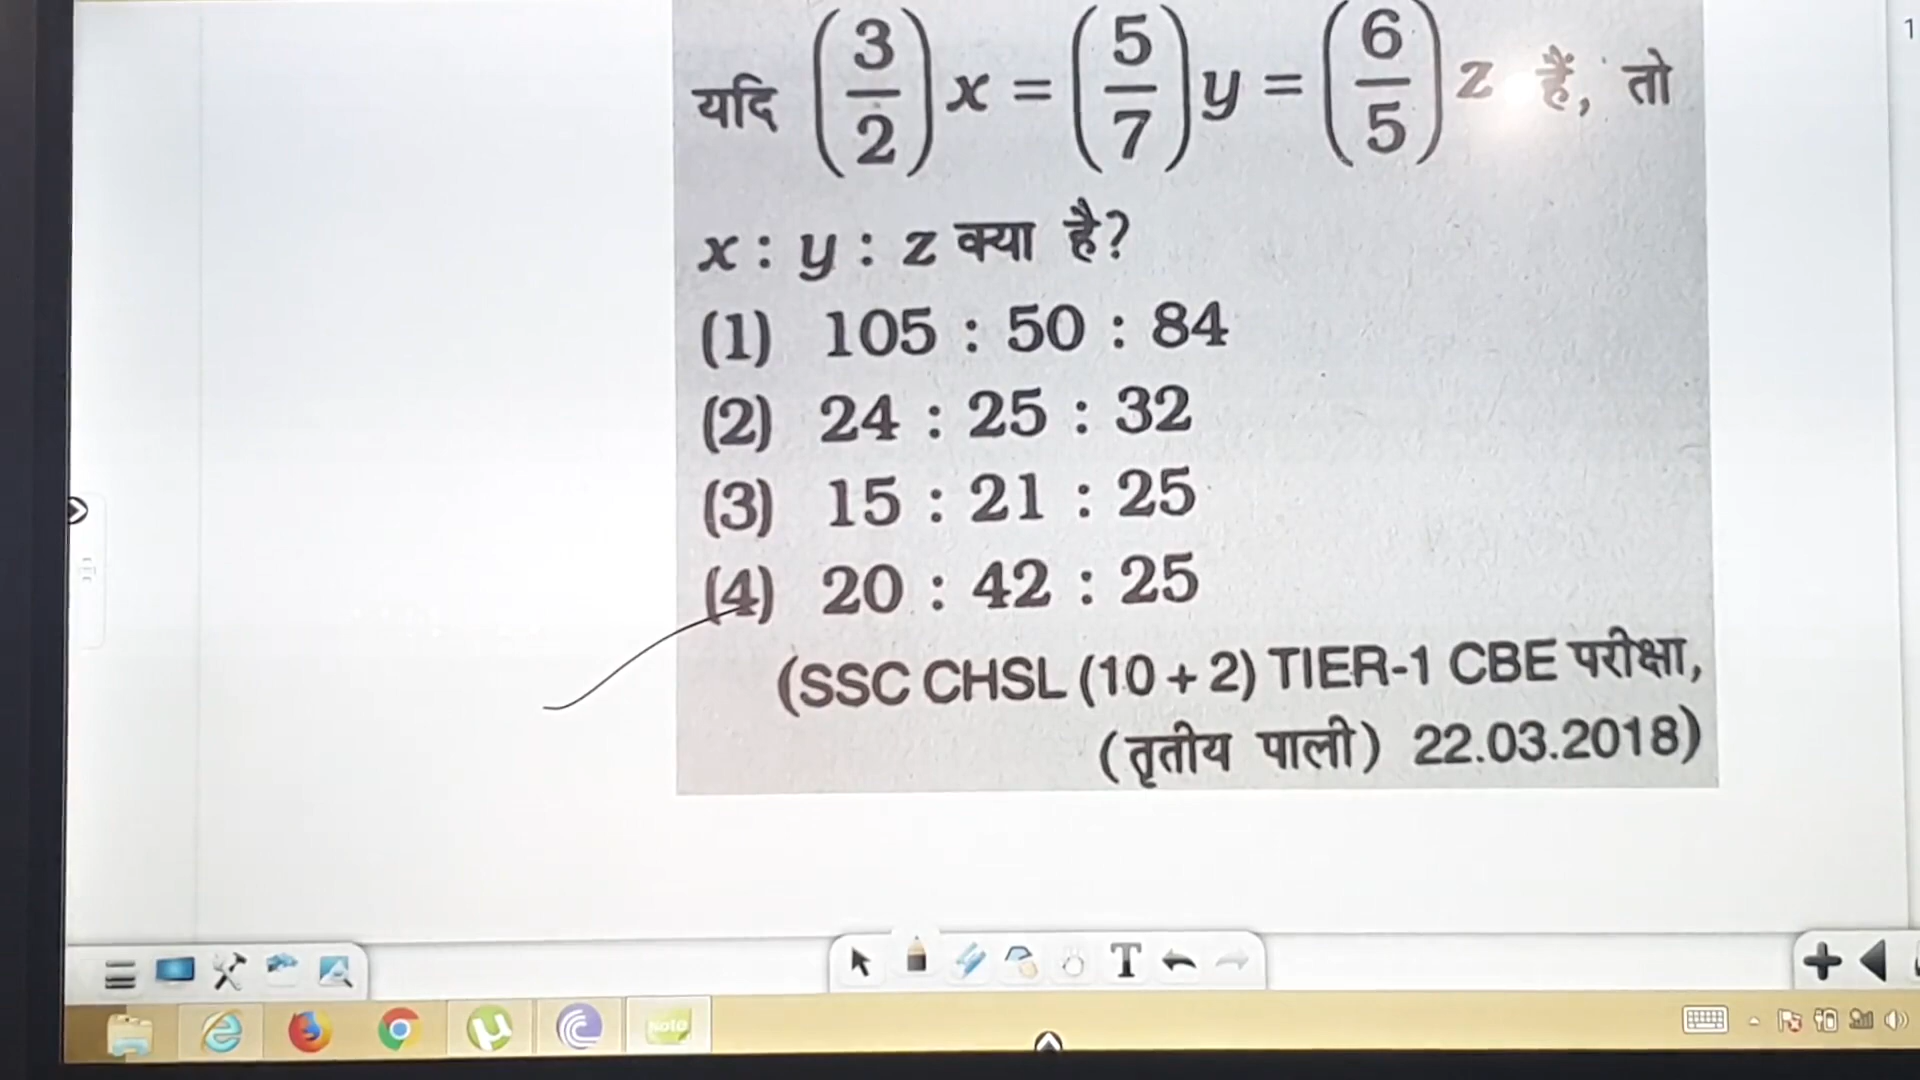 यदि (3/2) x = (5/7) y = (6/5) z है, तो
x : y : z क्या है?
(1) 105 : 50 : 84
(2) 24 : 25 : 32
(3) 15 : 21 : 25
(4) 20 : 42 : 25
(SSC CHSL (10 + 2) TIER-1 CBE परीक्षा,
(तृतीय पाली) 22.03.2018)
T